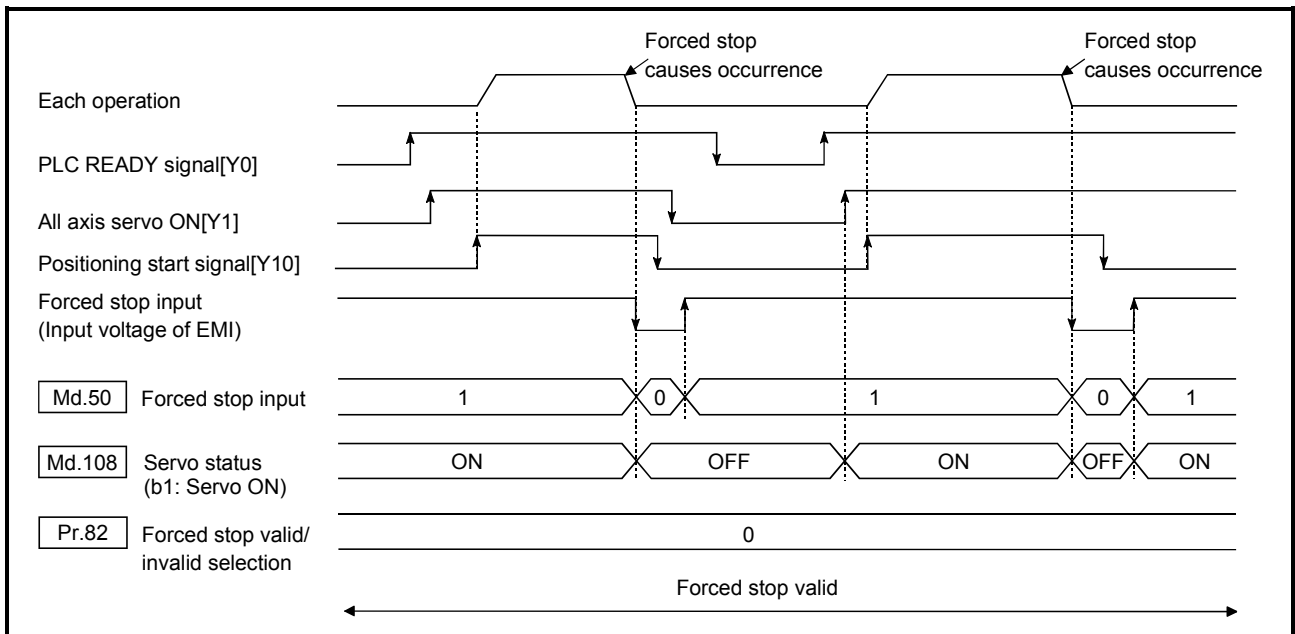 Forced stop
causes occurrence
Forced stop
causes occurrence
Each operation
PLC READY signal[Y0]
All axis servo ON[Y1]
Positioning start signal[Y10]
Forced stop input
(Input voltage of EMI)
Md.50 Forced stop input 1 0 1 0 1
Md.108 Servo status ON OFF ON OFF ON
(b1: Servo ON)
Pr.82 Forced stop valid/ 0
invalid selection
Forced stop valid